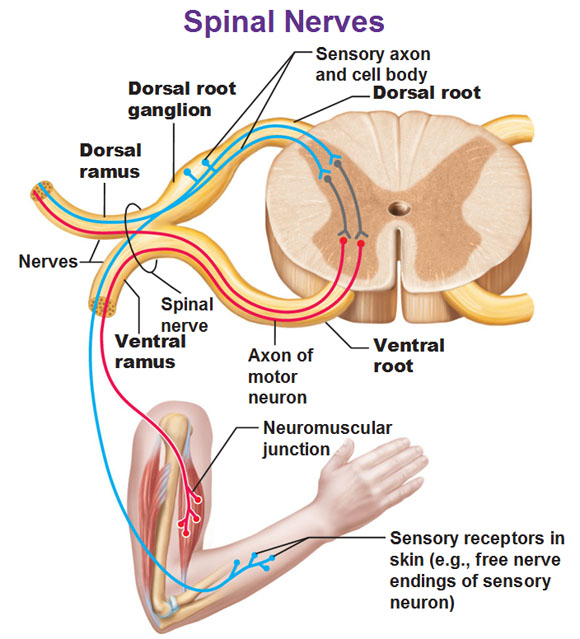 Spinal Nerves
Sensory axon
and cell body
Dorsal root
ganglion
Dorsal root
Dorsal
ramus
Nerves
Spinal
nerve
Ventral
ramus
Axon of
motor
neuron
Ventral
root
Neuromuscular
junction
Sensory receptors in
skin (e.g., free nerve
endings of sensory
neuron)